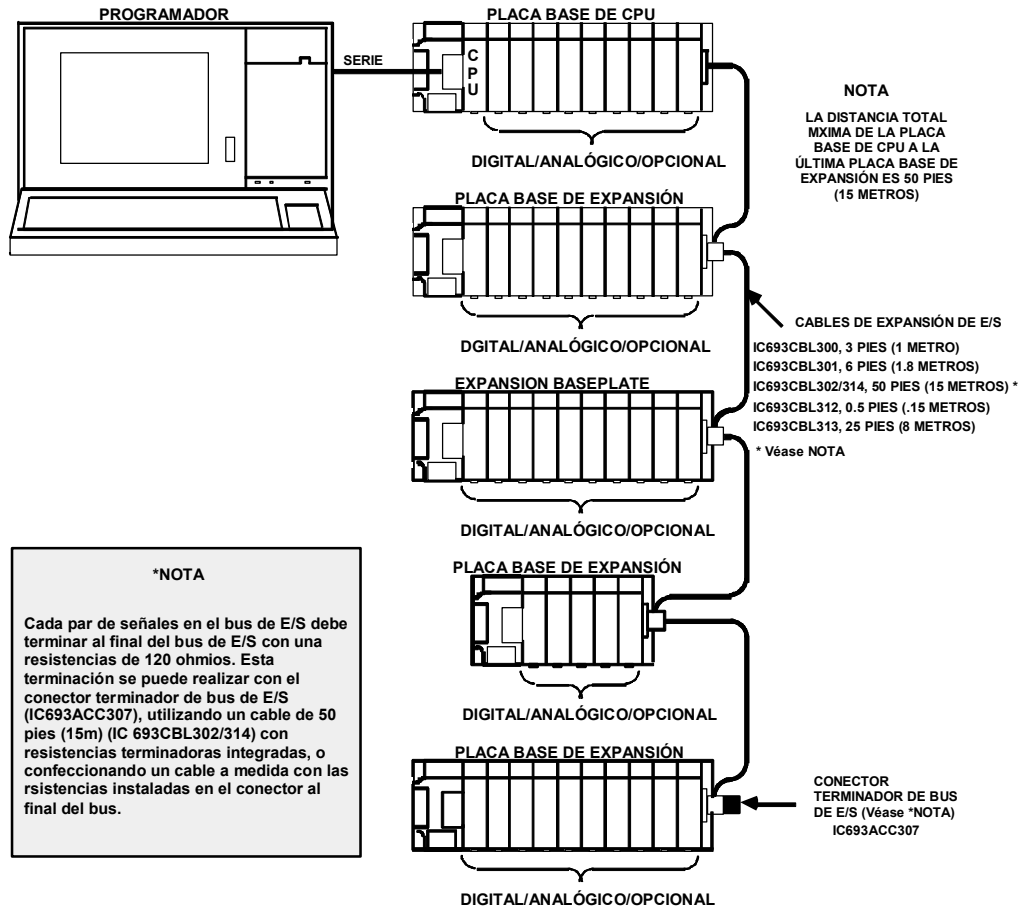 PROGRAMADOR
PLACA BASE DE CPU
SERIE
C
P
U
DIGITAL/ANALÓGICO/OPCIONAL
NOTA
LA DISTANCIA TOTAL
MXIMA DE LA PLACA
BASE DE CPU A LA
ÚLTIMA PLACA BASE DE
EXPANSIÓN ES 50 PIES
(15 METROS)
PLACA BASE DE EXPANSIÓN
DGITAL/ANALÓGICO/OPCIONAL
CABLES DE EXPANSIÓN DE E/S
IC693CBL300, 3 PIES (1 METRO)
IC693CBL301, 6 PIES (1.8 METROS)
IC693CBL302/314, 50 PIES (15 METROS) *
IC693CBL312, 0.5 PIES (.15 METROS)
IC693CBL313, 25 PIES (8 METROS)
* Véase NOTA
EXPANSION BASEPLATE
DIGITAL/ANALÓGICO/OPCIONAL
PLACA BASE DE EXPANSIÓN
DIGITAL/ANALÓGICO/OPCIONAL
*NOTA
Cada par de señales en el bus de E/S debe
terminar al final del bus de E/S con una
resistencias de 120 ohmios. Esta
terminación se puede realizar con el
conector terminador de bus de E/S
(IC693ACC307), utilizando un cable de 50
pies (15m) (IC 693CBL302/314) con
resistencias terminadoras integradas, o
confeccionando un cable a medida con las
rsistencias instaladas en el conector al
final del bus.
PLACA BASE DE EXPANSIÓN
DIGITAL/ANALÓGICO/OPCIONAL
CONECTOR
TERMINADOR DE BUS
DE E/S (Véase *NOTA)
IC693ACC307